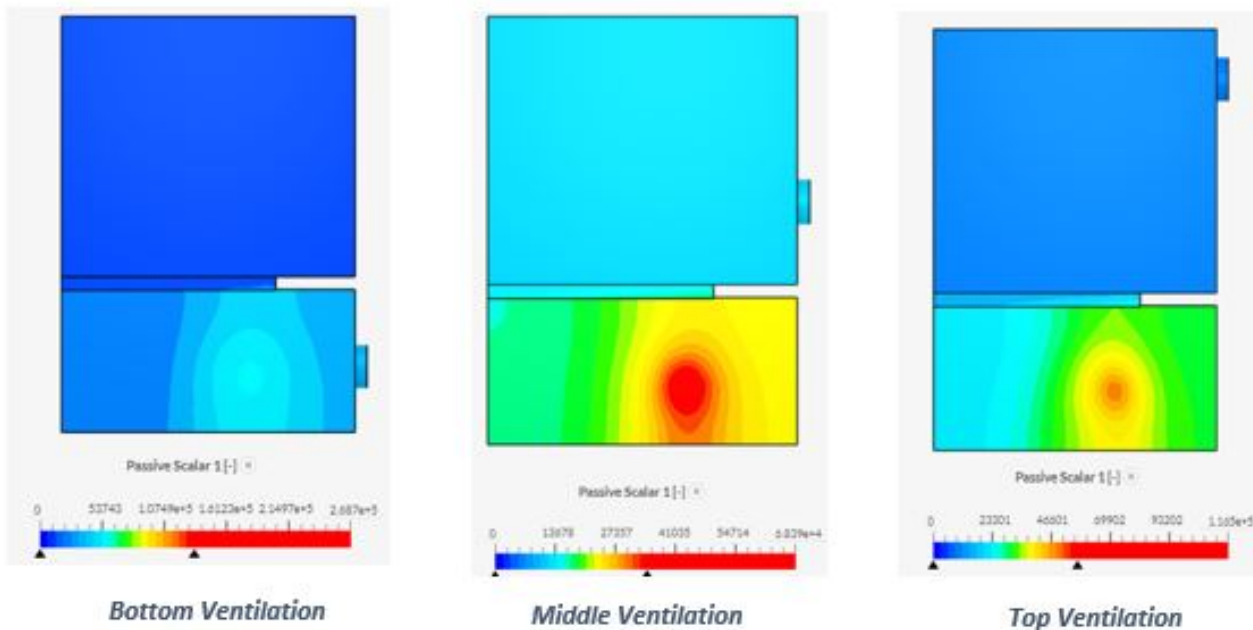 Passive Scalar 1 [-]
0 53743 1.0749e+5 1.6123e+5 2.1497e+5 2.687e+5
Bottom Ventilation
Passive Scalar 1 [-]
0 13678 27357 41035 54714 6.839e+4
Middle Ventilation
Passive Scalar 1 [-]
0 23301 46601 69902 93202 1.165e+5
Top Ventilation